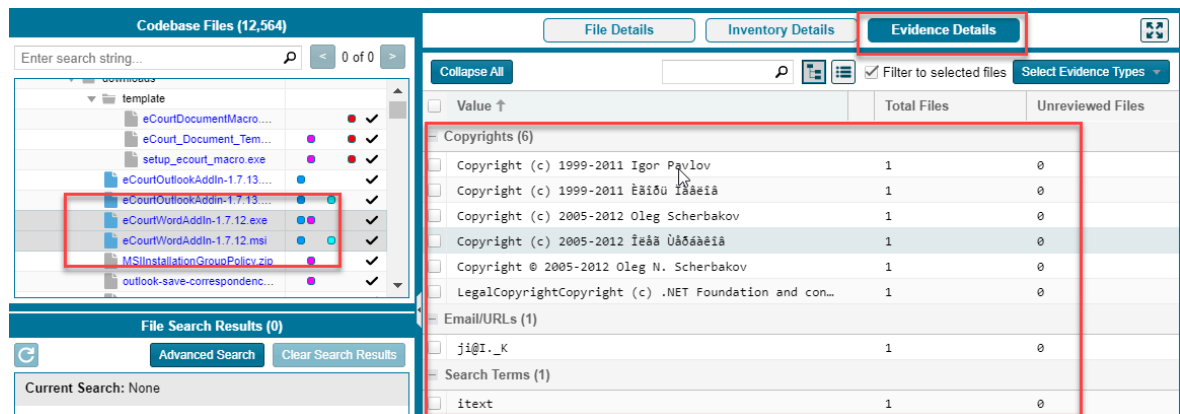 Codebase Files (12,564)
Enter search string...
< 0 of 0 >
downloads
template
eCourtDocumentMacro....
eCourt_Document_Tem...
setup_ecourt_macro.exe
eCourtOutlookAddIn-1.7.13....
eCourtOutlookAddIn-1.7.13....
eCourtWordAddIn-1.7.12.exe
eCourtWordAddIn-1.7.12.msi
MSIInstallationGroupPolicy.zip
outlook-save-correspondenc...
File Search Results (0)
Advanced Search Clear Search Results
Current Search: None
File Details Inventory Details Evidence Details
Collapse All Filter to selected files Select Evidence Types
Value ↑ Total Files Unreviewed Files
Copyrights (6)
Copyright (c) 1999-2011 Igor Pavlov 1 0
Copyright (c) 1999-2011 Èãîðü Ïàâëîâ 1 0
Copyright (c) 2005-2012 Oleg Scherbakov 1 0
Copyright (c) 2005-2012 Îëåã Ùåðáàêîâ 1 0
Copyright © 2005-2012 Oleg N. Scherbakov 1 0
LegalCopyrightCopyright (c) .NET Foundation and con… 1 0
Email/URLs (1)
ji@I._K 1 0
Search Terms (1)
itext 1 0